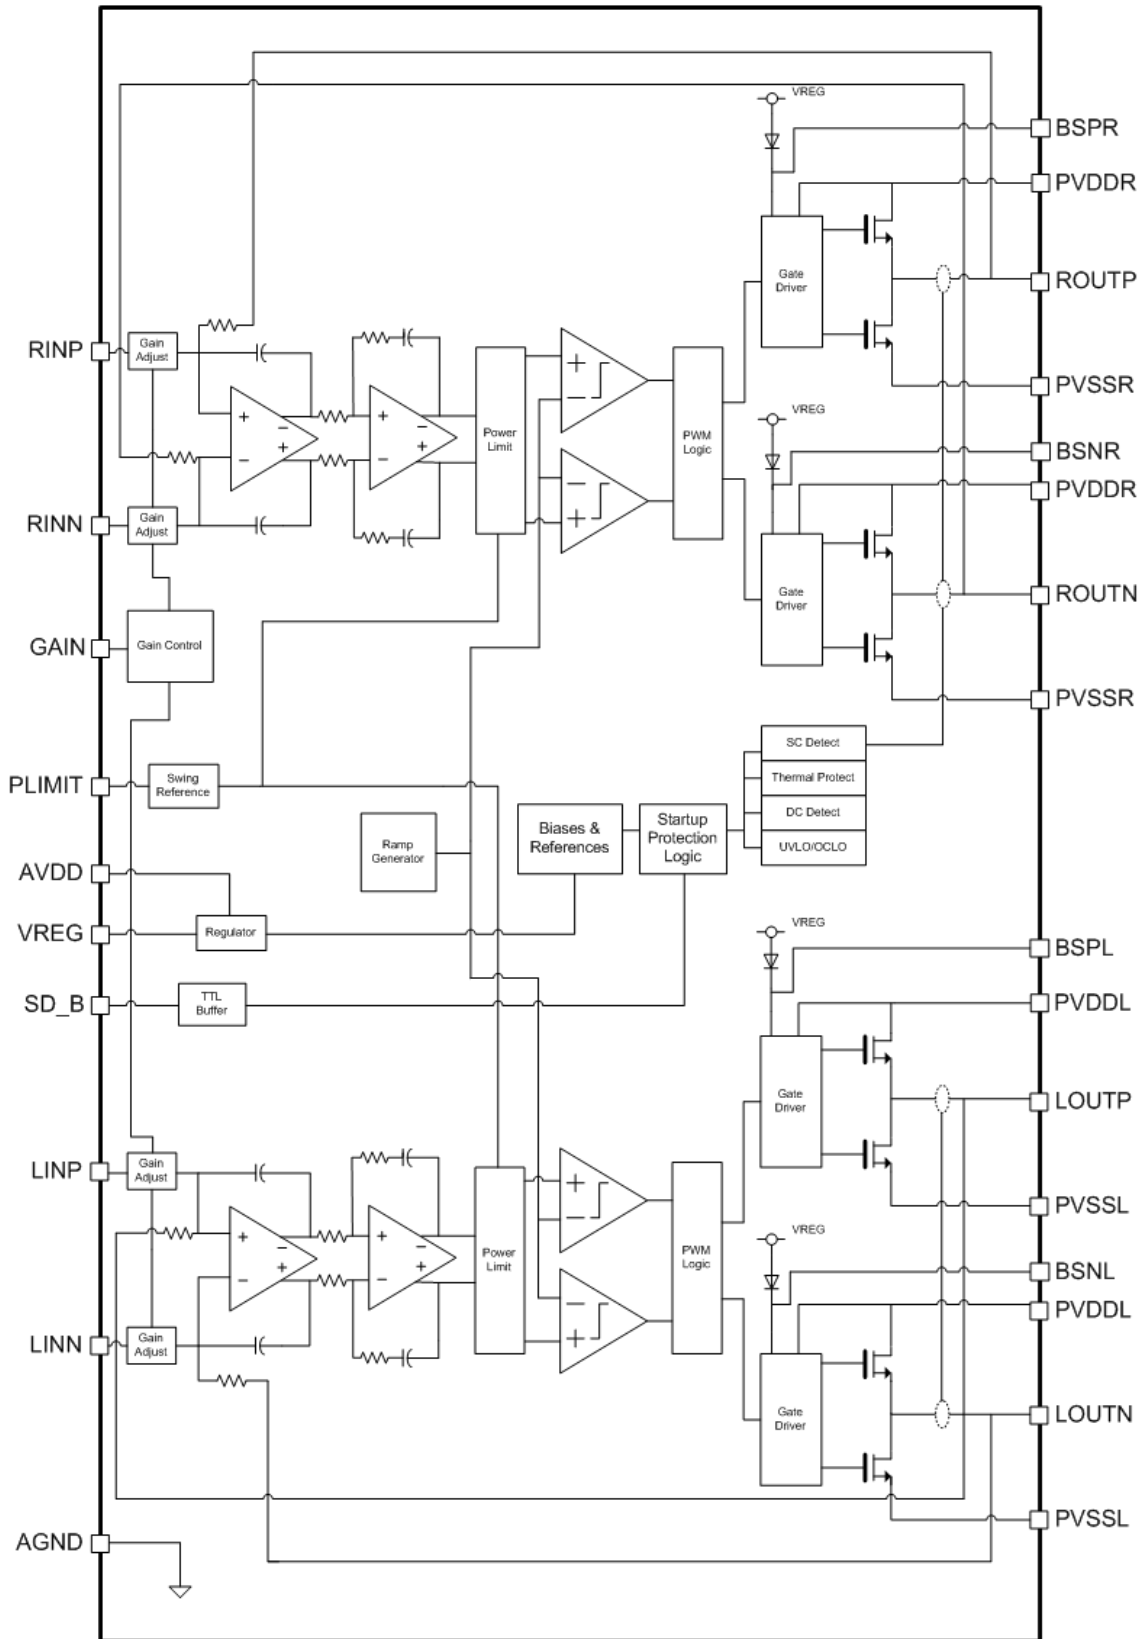 VREG
BSPR
PVDDR
Gate
Driver
ROUTP
RINP
Gain
Adjust
+
−
+
−
+
−
+
−
Power
Limit
+
−
−
+
PWM
Logic
PVSSR
VREG
BSNR
PVDDR
RINN
Gain
Adjust
Gate
Driver
ROUTN
GAIN
Gain Control
PVSSR
SC Detect
PLIMIT
Swing
Reference
Thermal Protect
DC Detect
UVLO/OCLO
Ramp
Generator
Biases &
References
Startup
Protection
Logic
AVDD
VREG
Regulator
VREG
BSPL
SD_B
TTL
Buffer
PVDDL
Gate
Driver
LOUTP
LINP
Gain
Adjust
+
−
+
−
+
−
+
−
Power
Limit
+
−
−
+
PWM
Logic
PVSSL
VREG
BSNL
PVDDL
LINN
Gain
Adjust
Gate
Driver
LOUTN
PVSSL
AGND